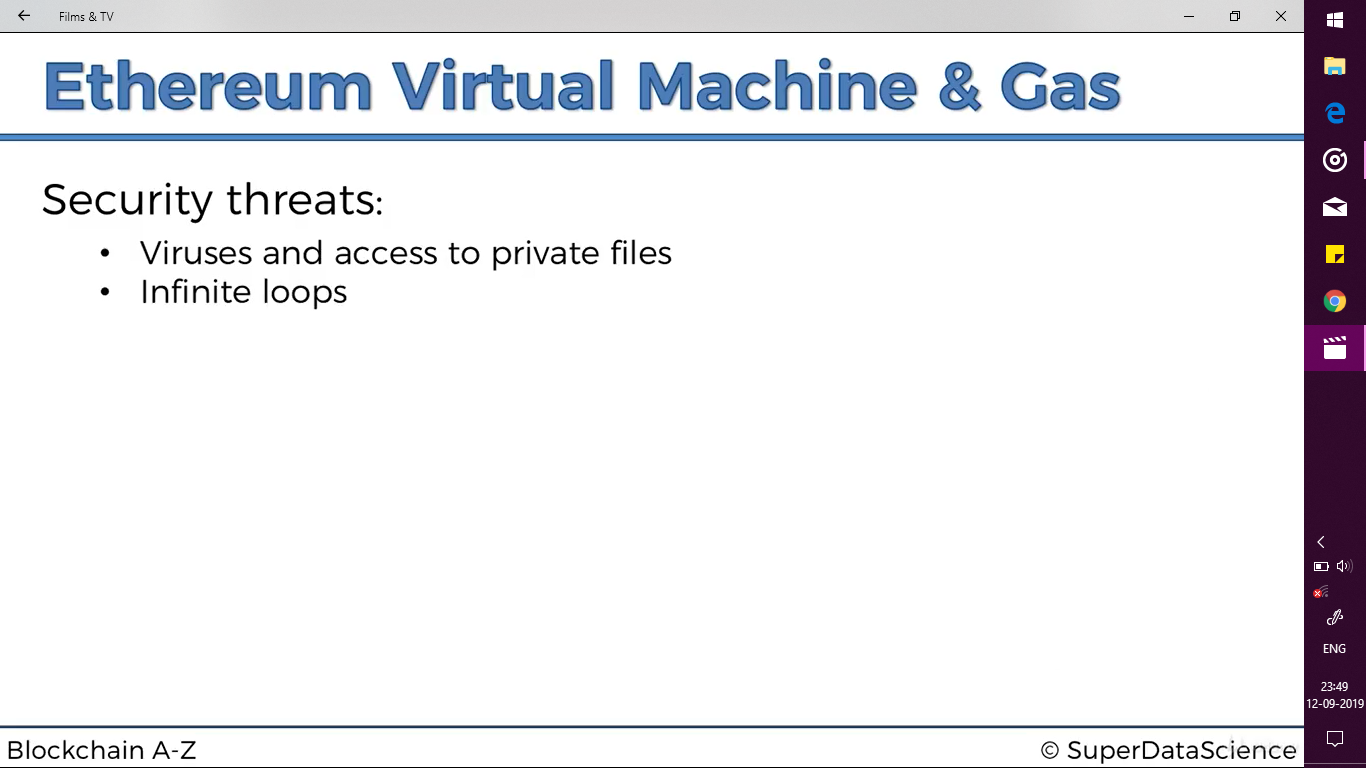 Films & TV
Ethereum Virtual Machine & Gas
Security threats:
• Viruses and access to private files
• Infinite loops
ENG
23:49
12-09-2019
Blockchain A-Z
© SuperDataScience